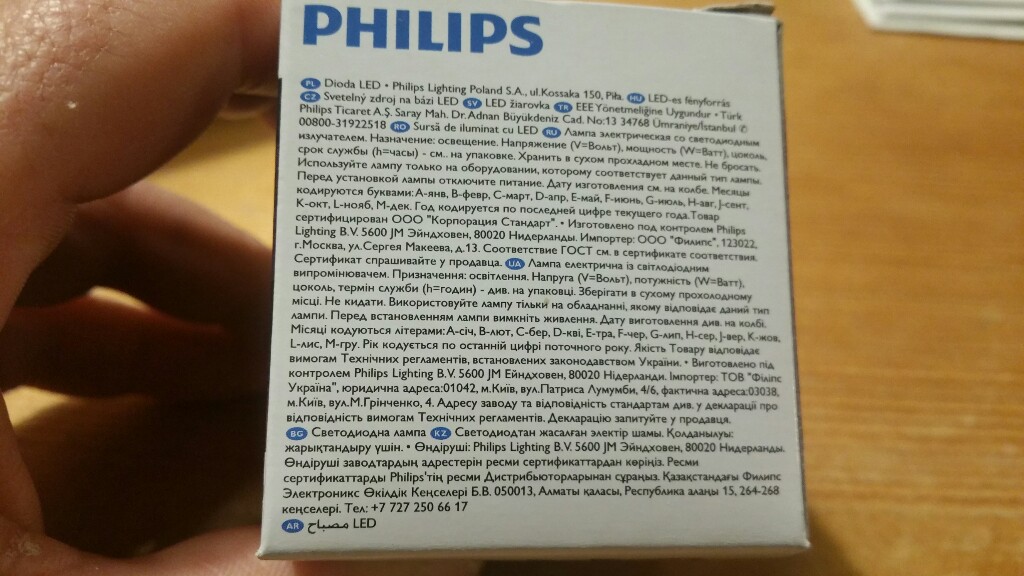 PHILIPS
PL Dioda LED • Philips Lighting Poland S.A., ul.Kossaka 150, Piła. HU LED-es fényforrás
CZ Svetelný zdroj na bázi LED SV LED žiarovka TR EEE Yönetmeliğine Uygundur • Türk
Philips Ticaret A.Ş. Saray Mah. Dr. Adnan Büyükdeniz Cad. No:13 34768 Ümraniye/İstanbul ✆
00800-31922518 RO Sursă de iluminat cu LED RU Лампа электрическая со светодиодным
излучателем. Назначение: освещение. Напряжение (V=Вольт), мощность (W=Ватт), цоколь,
срок службы (h=часы) - см.. на упаковке. Хранить в сухом прохладном месте. Не бросать.
Используйте лампу только на оборудовании, которому соответствует данный тип лампы.
Перед установкой лампы отключите питание. Дату изготовления см. на колбе. Месяцы
кодируются буквами: А-янв, В-февр, С-март, D-апр, Е-май, F-июнь, G-июль, Н-авг, J-сент,
К-окт, L-нояб, М-дек. Год кодируется по последней цифре текущего года. Товар
сертифицирован ООО "Корпорация Стандарт". • Изготовлено под контролем Philips
Lighting B.V. 5600 JM Эйндховен, 80020 Нидерланды. Импортер: ООО "Филипс", 123022,
г.Москва, ул.Сергея Макеева, д.13. Соответствие ГОСТ см. в сертификате соответствия.
Сертификат спрашивайте у продавца. UA Лампа електрична із світлодіодним
випромінювачем. Призначення: освітлення. Напруга (V=Вольт), потужність (W=Ватт),
цоколь, термін служби (h=годин) - див. на упаковці. Зберігати в сухому прохолодному
місці. Не кидати. Використовуйте лампу тільки на обладнанні, якому відповідає даний тип
лампи. Перед встановленням лампи вимкніть живлення. Дату виготовлення див. на колбі.
Місяці кодуються літерами: А-січ, В-лют, С-бер, D-кві, Е-тра, F-чер, G-лип, Н-сер, J-вер, К-жов,
L-лис, М-гру. Рік кодується по останній цифрі поточного року. Якість Товару відповідає
вимогам Технічних регламентів, встановлених законодавством України. • Виготовлено під
контролем Philips Lighting B.V. 5600 JM Ейндховен, 80020 Нідерланди. Імпортер: ТОВ "Філіпс
Україна", юридична адреса:01042, м.Київ, вул.Патриса Лумумби, 4/6, фактична адреса:03038,
м.Київ, вул.М.Грінченко, 4. Адресу заводу та відповідність стандартам див. у декларації про
відповідність вимогам Технічних регламентів. Декларацію запитуйте у продавця.
BG Светодиодна лампа KZ Светодиодтан жасалған электір шамы. Қолданылуы:
жарықтандыру үшін. • Өндіруші: Philips Lighting B.V. 5600 JM Эйндховен, 80020 Нидерланды.
Өндіруші заводтардың адрестерін ресми сертификаттардан көріңіз. Ресми
сертификаттарды Philips'тің ресми Дистрибьюторларынан сұраңыз. Қазақстандағы Филипс
Электроникс Өкілдік Кеңселері Б.В. 050013, Алматы қаласы, Республика алаңы 15, 264-268
кеңселері. Тел: +7 727 250 66 17
AR مصباح LED